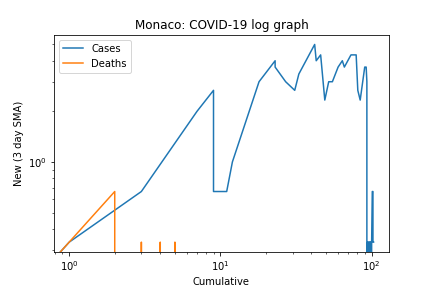 Monaco: COVID-19 log graph
Cases
Deaths
New (3 day SMA)
10⁰
10⁰
10¹
10²
Cumulative